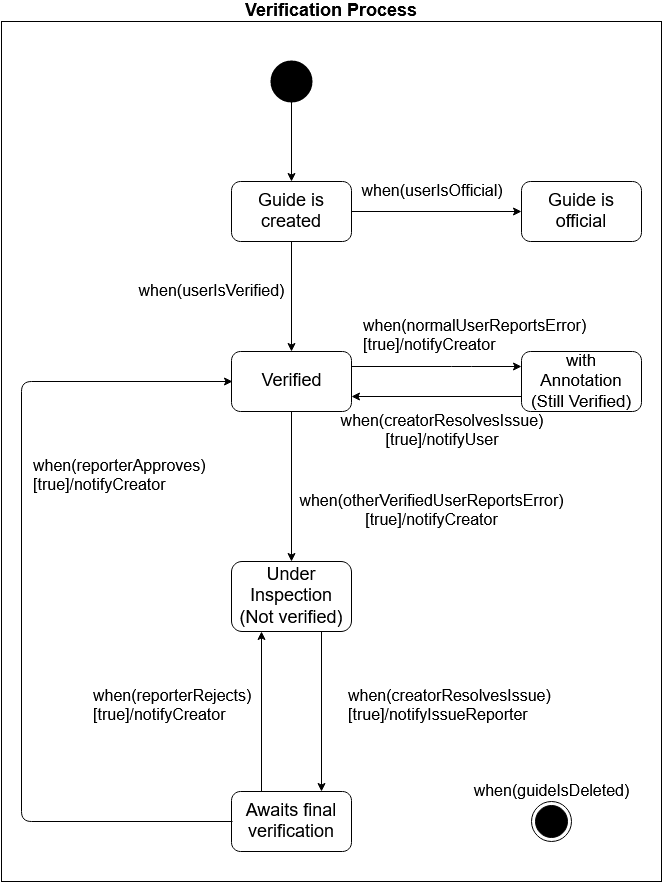 Verification Process
Guide is
created
when(userIsOfficial)
Guide is
official
when(userIsVerified)
when(normalUserReportsError)
[true]/notifyCreator
Verified
with
Annotation
(Still Verified)
when(creatorResolvesIssue)
[true]/notifyUser
when(reporterApproves)
[true]/notifyCreator
when(otherVerifiedUserReportsError)
[true]/notifyCreator
Under
Inspection
(Not verified)
when(reporterRejects)
[true]/notifyCreator
when(creatorResolvesIssue)
[true]/notifyIssueReporter
Awaits final
verification
when(guideIsDeleted)